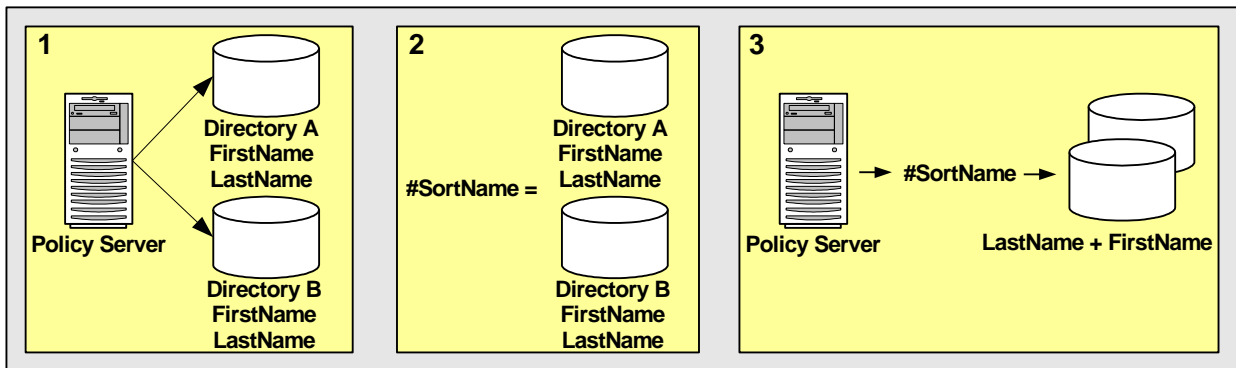 1
Directory A
FirstName
LastName
Policy Server
Directory B
FirstName
LastName
2
Directory A
FirstName
LastName
#SortName =
Directory B
FirstName
LastName
3
#SortName
Policy Server
LastName + FirstName